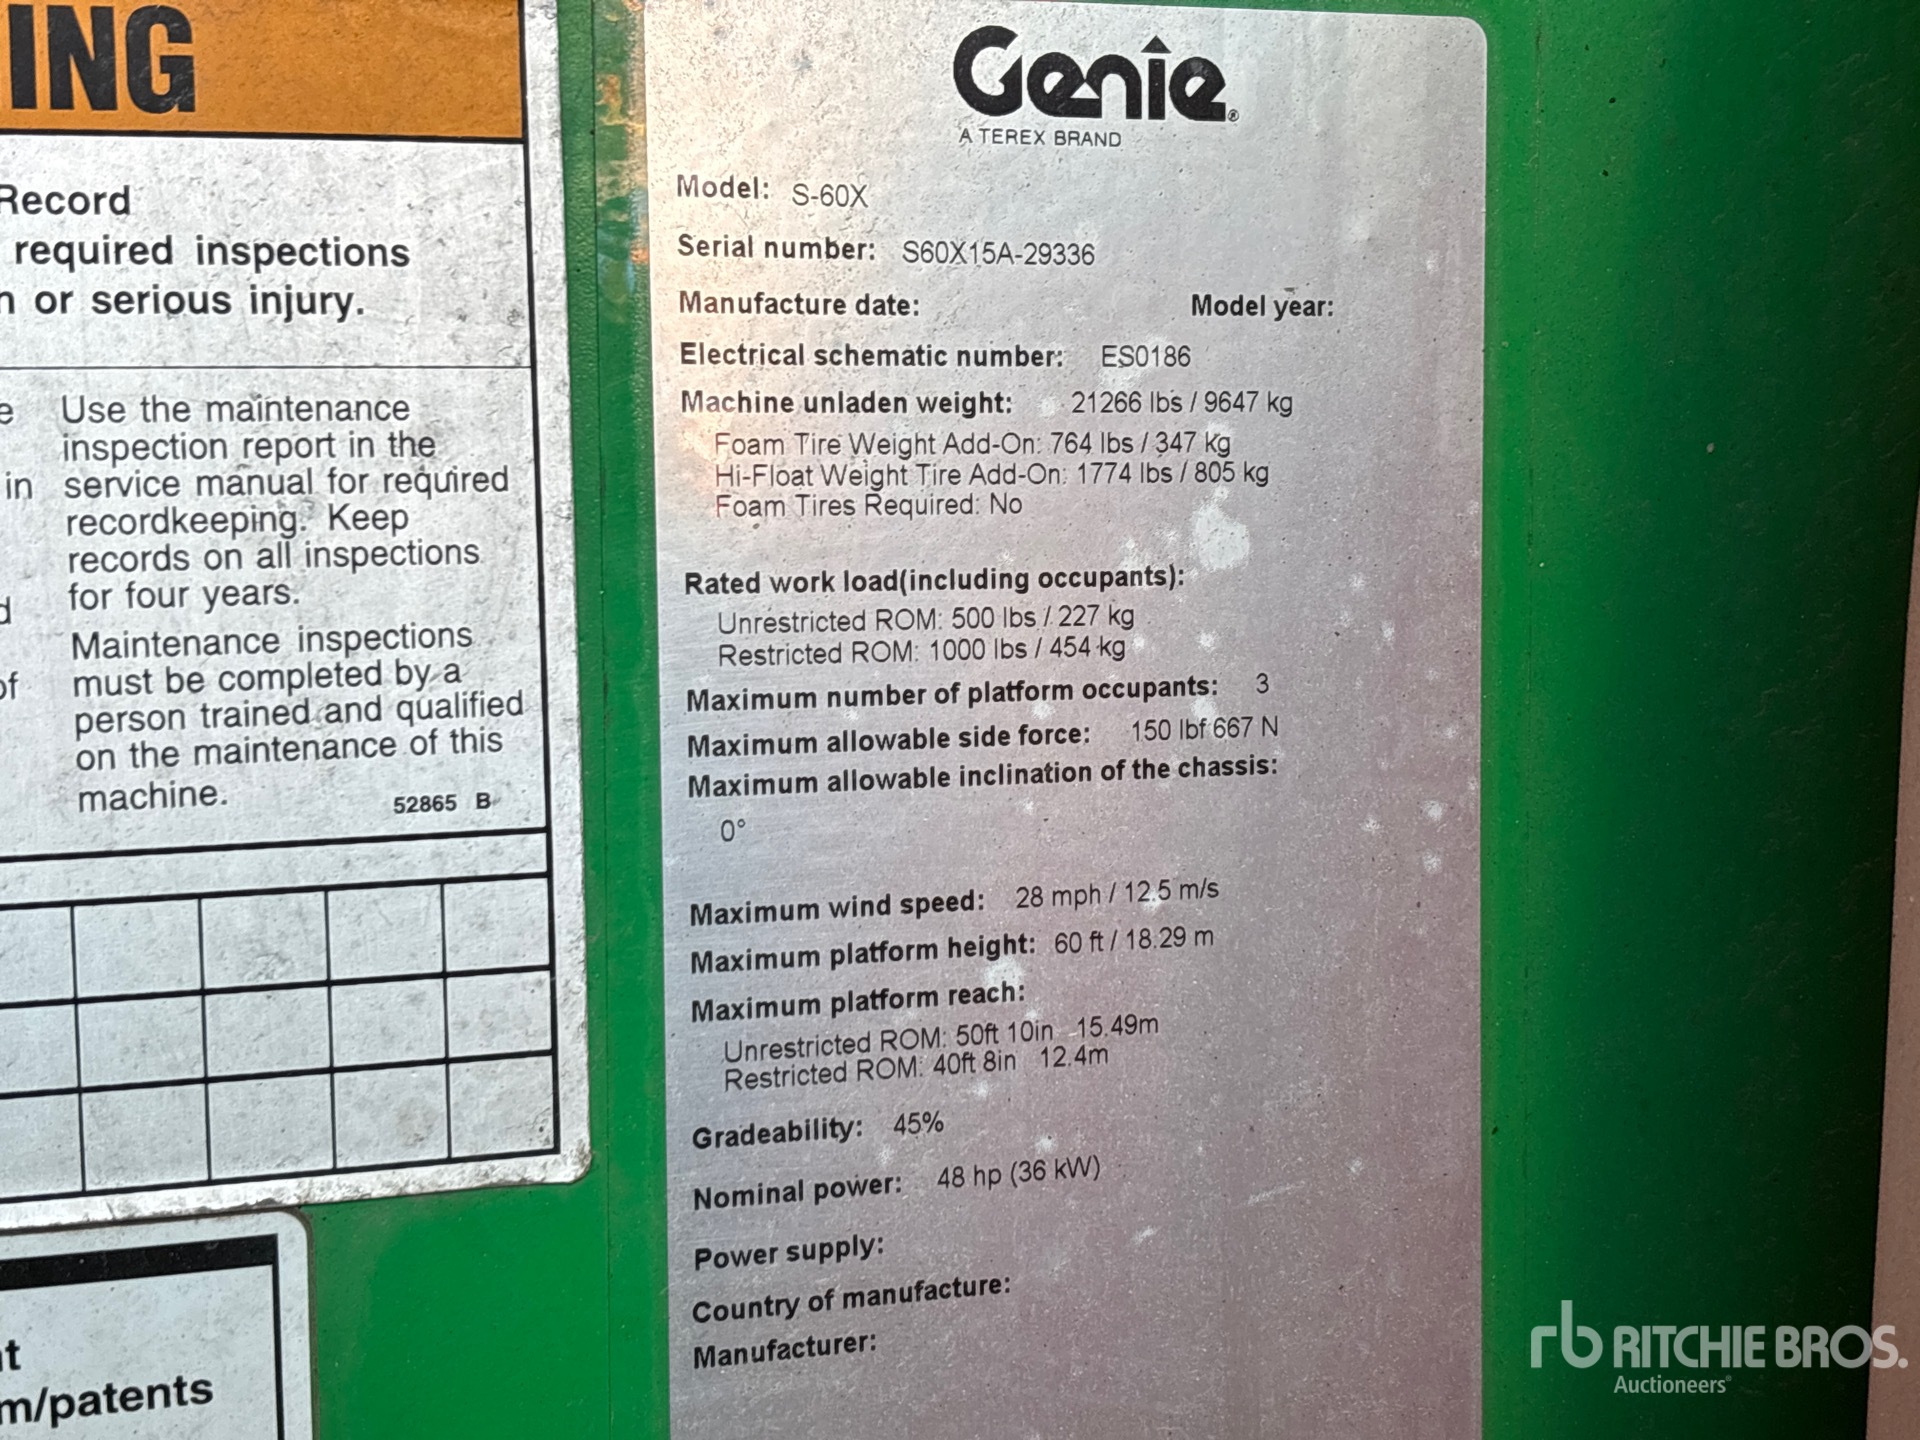 ING
Record
required inspections
n or serious injury.
e Use the maintenance
inspection report in the
in service manual for required
recordkeeping. Keep
records on all inspections
d for four years.
Maintenance inspections
of must be completed by a
person trained and qualified
on the maintenance of this
machine. 52865 B
nt
m/patents
Genie®
A TEREX BRAND
Model: S-60X
Serial number: S60X15A-29336
Manufacture date: Model year:
Electrical schematic number: ES0186
Machine unladen weight: 21266 lbs / 9647 kg
Foam Tire Weight Add-On: 764 lbs / 347 kg
Hi-Float Weight Tire Add-On: 1774 lbs / 805 kg
Foam Tires Required: No
Rated work load(including occupants):
Unrestricted ROM: 500 lbs / 227 kg
Restricted ROM: 1000 lbs / 454 kg
Maximum number of platform occupants: 3
Maximum allowable side force: 150 lbf 667 N
Maximum allowable inclination of the chassis:
0°
Maximum wind speed: 28 mph / 12.5 m/s
Maximum platform height: 60 ft / 18.29 m
Maximum platform reach:
Unrestricted ROM: 50ft 10in 15.49m
Restricted ROM: 40ft 8in 12.4m
Gradeability: 45%
Nominal power: 48 hp (36 kW)
Power supply:
Country of manufacture:
Manufacturer:
rb RITCHIE BROS.
Auctioneers®